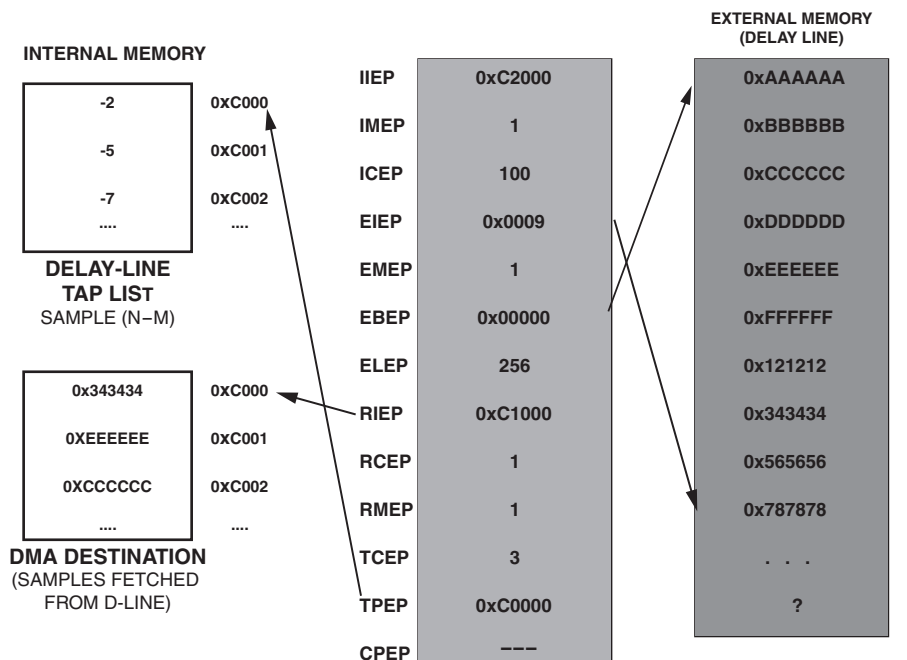 EXTERNAL MEMORY
(DELAY LINE)
INTERNAL MEMORY
-2 0xC000
-5 0xC001
-7 0xC002
.... ....
DELAY-LINE
TAP LIST
SAMPLE (N–M)
0x343434 0xC000
0XEEEEEE 0xC001
0XCCCCCC 0xC002
.... ....
DMA DESTINATION
(SAMPLES FETCHED
FROM D-LINE)
IIEP 0xC2000
IMEP 1
ICEP 100
EIEP 0x0009
EMEP 1
EBEP 0x00000
ELEP 256
RIEP 0xC1000
RCEP 1
RMEP 1
TCEP 3
TPEP 0xC0000
CPEP –––
0xAAAAAA
0xBBBBBB
0xCCCCCC
0xDDDDDD
0xEEEEEE
0xFFFFFF
0x121212
0x343434
0x565656
0x787878
. . .
?